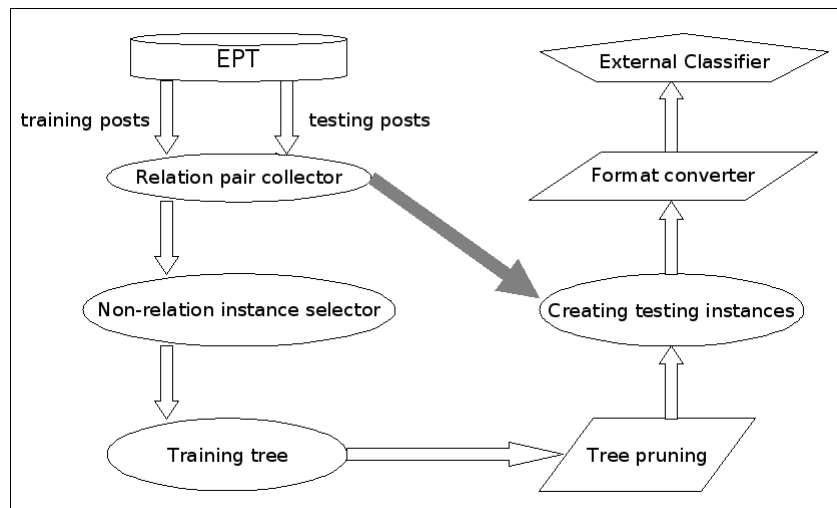 EPT
training posts
testing posts
Relation pair collector
Non-relation instance selector
Training tree
External Classifier
Format converter
Creating testing instances
Tree pruning